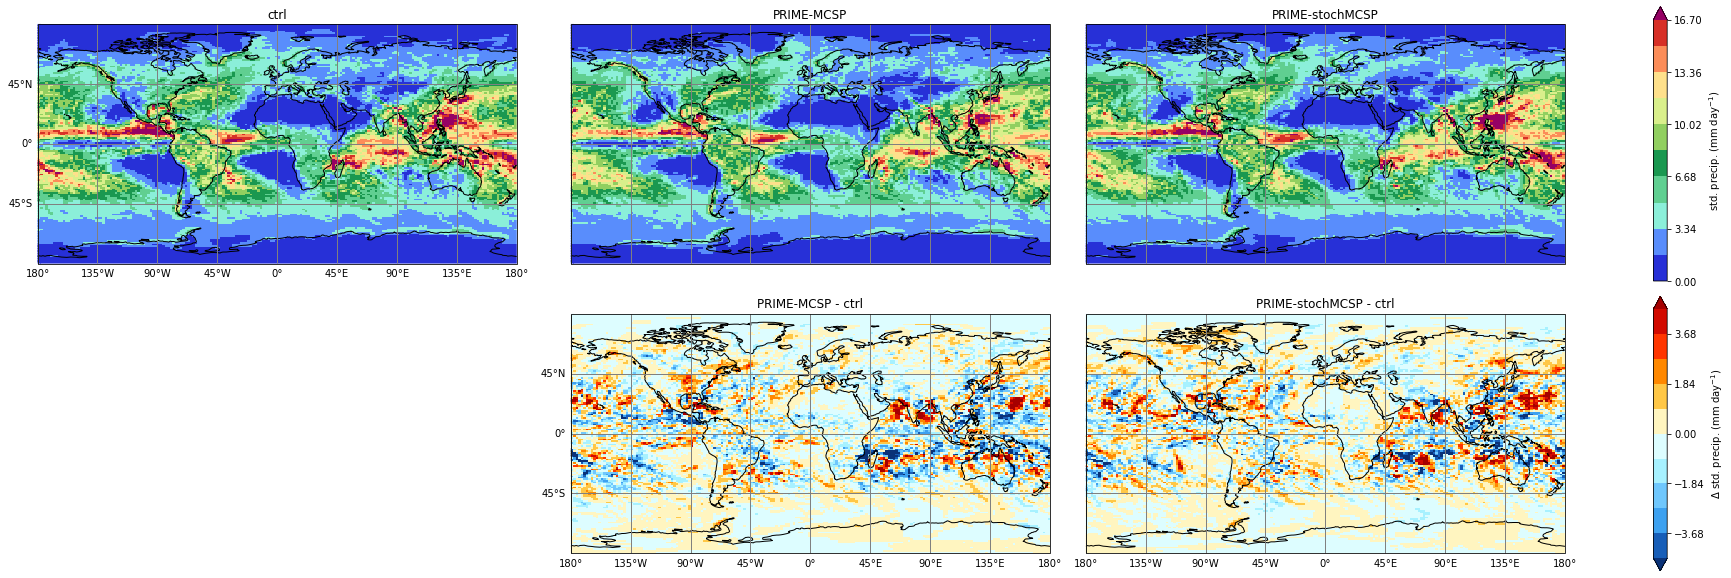 ctrl
PRIME-MCSP
PRIME-stochMCSP
45°N
0°
45°S
180° 135°W 90°W 45°W 0° 45°E 90°E 135°E 180°
16.70
13.36
10.02
6.68
3.34
0.00
std. precip. (mm day⁻¹)
PRIME-MCSP - ctrl
PRIME-stochMCSP - ctrl
45°N
0°
45°S
180° 135°W 90°W 45°W 0° 45°E 90°E 135°E 180°
180° 135°W 90°W 45°W 0° 45°E 90°E 135°E 180°
3.68
1.84
0.00
−1.84
−3.68
Δ std. precip. (mm day⁻¹)